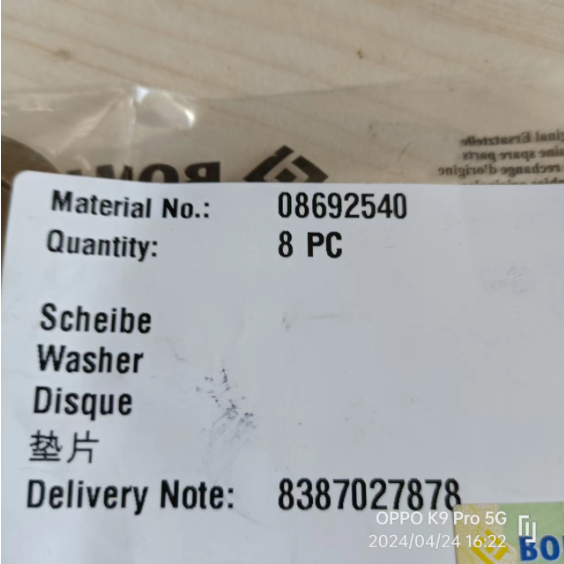 Material No.: 08692540
Quantity: 8 PC
Scheibe
Washer
Disque
垫片
Delivery Note: 8387027878
OPPO K9 Pro 5G
2024/04/24 16:22